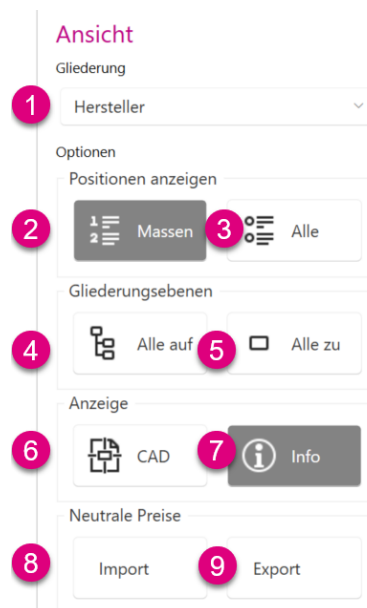 Ansicht
Gliederung
1 Hersteller
Optionen
Positionen anzeigen
2 Massen 3 Alle
Gliederungsebenen
4 Alle auf 5 Alle zu
Anzeige
6 CAD 7 Info
Neutrale Preise
8 Import 9 Export